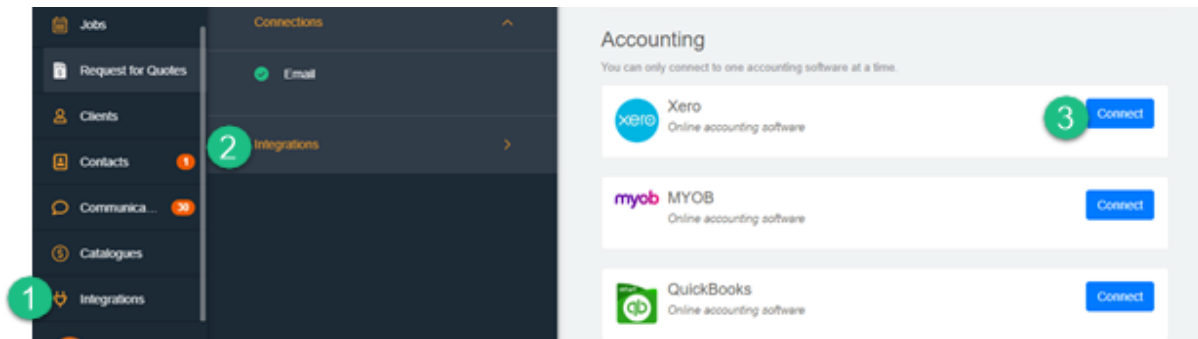 Jobs
Request for Quotes
Clients
Contacts 1
Communica... 30
Catalogues
1 Integrations
Connections
Email
2 Integrations
Accounting
You can only connect to one accounting software at a time.
xero Xero
Online accounting software
3 Connect
myob MYOB
Online accounting software
Connect
qb QuickBooks
Online accounting software
Connect